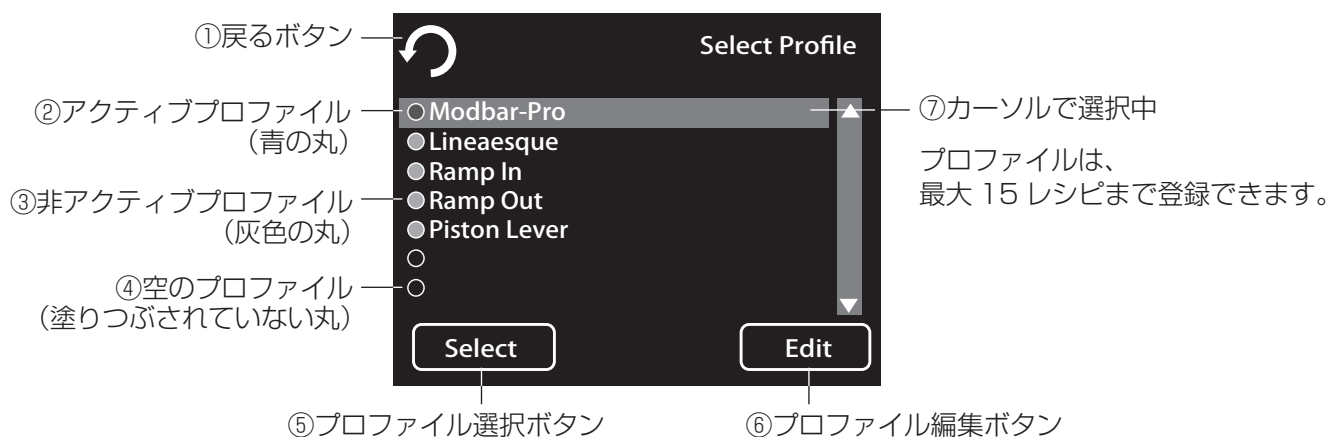 ①戻るボタン
Select Profile
②アクティブプロファイル
（青の丸）
③非アクティブプロファイル
（灰色の丸）
④空のプロファイル
（塗りつぶされていない丸）
Modbar-Pro
Lineaesque
Ramp In
Ramp Out
Piston Lever
⑦カーソルで選択中
プロファイルは、
最大 15 レシピまで登録できます。
Select
Edit
⑤プロファイル選択ボタン
⑥プロファイル編集ボタン